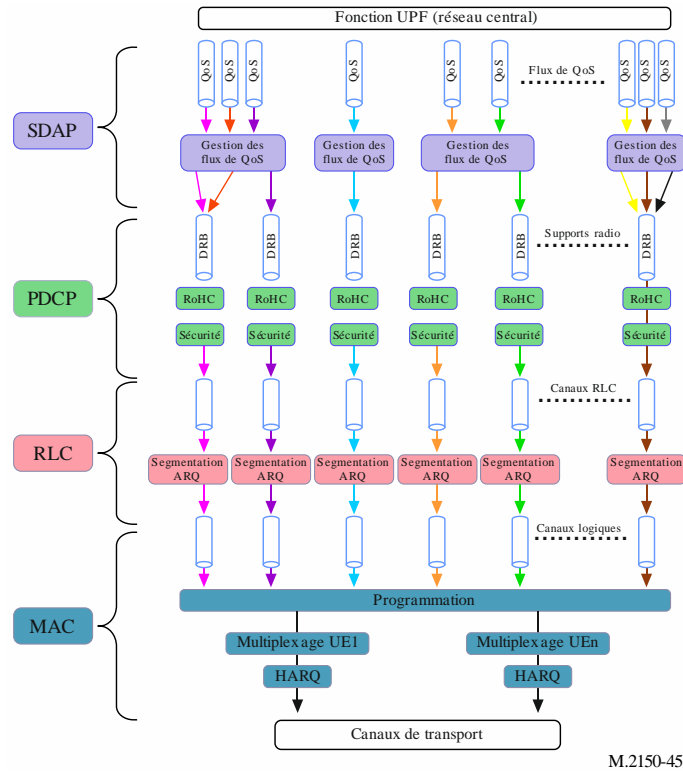 Fonction UPF (réseau central)
QoS QoS QoS QoS QoS QoS QoS QoS QoS
Flux de QoS
SDAP
Gestion des
flux de QoS
Gestion des
flux de QoS
Gestion des
flux de QoS
Gestion des
flux de QoS
DRB DRB DRB DRB DRB DRB
Supports radio
PDCP
RoHC RoHC RoHC RoHC RoHC RoHC
Sécurité Sécurité Sécurité Sécurité Sécurité Sécurité
Canaux RLC
RLC
Segmentation
ARQ
Segmentation
ARQ
Segmentation
ARQ
Segmentation
ARQ
Segmentation
ARQ
Segmentation
ARQ
Canaux logiques
MAC
Programmation
Multiplexage UE1
Multiplexage UEn
HARQ
HARQ
Canaux de transport
M.2150-45